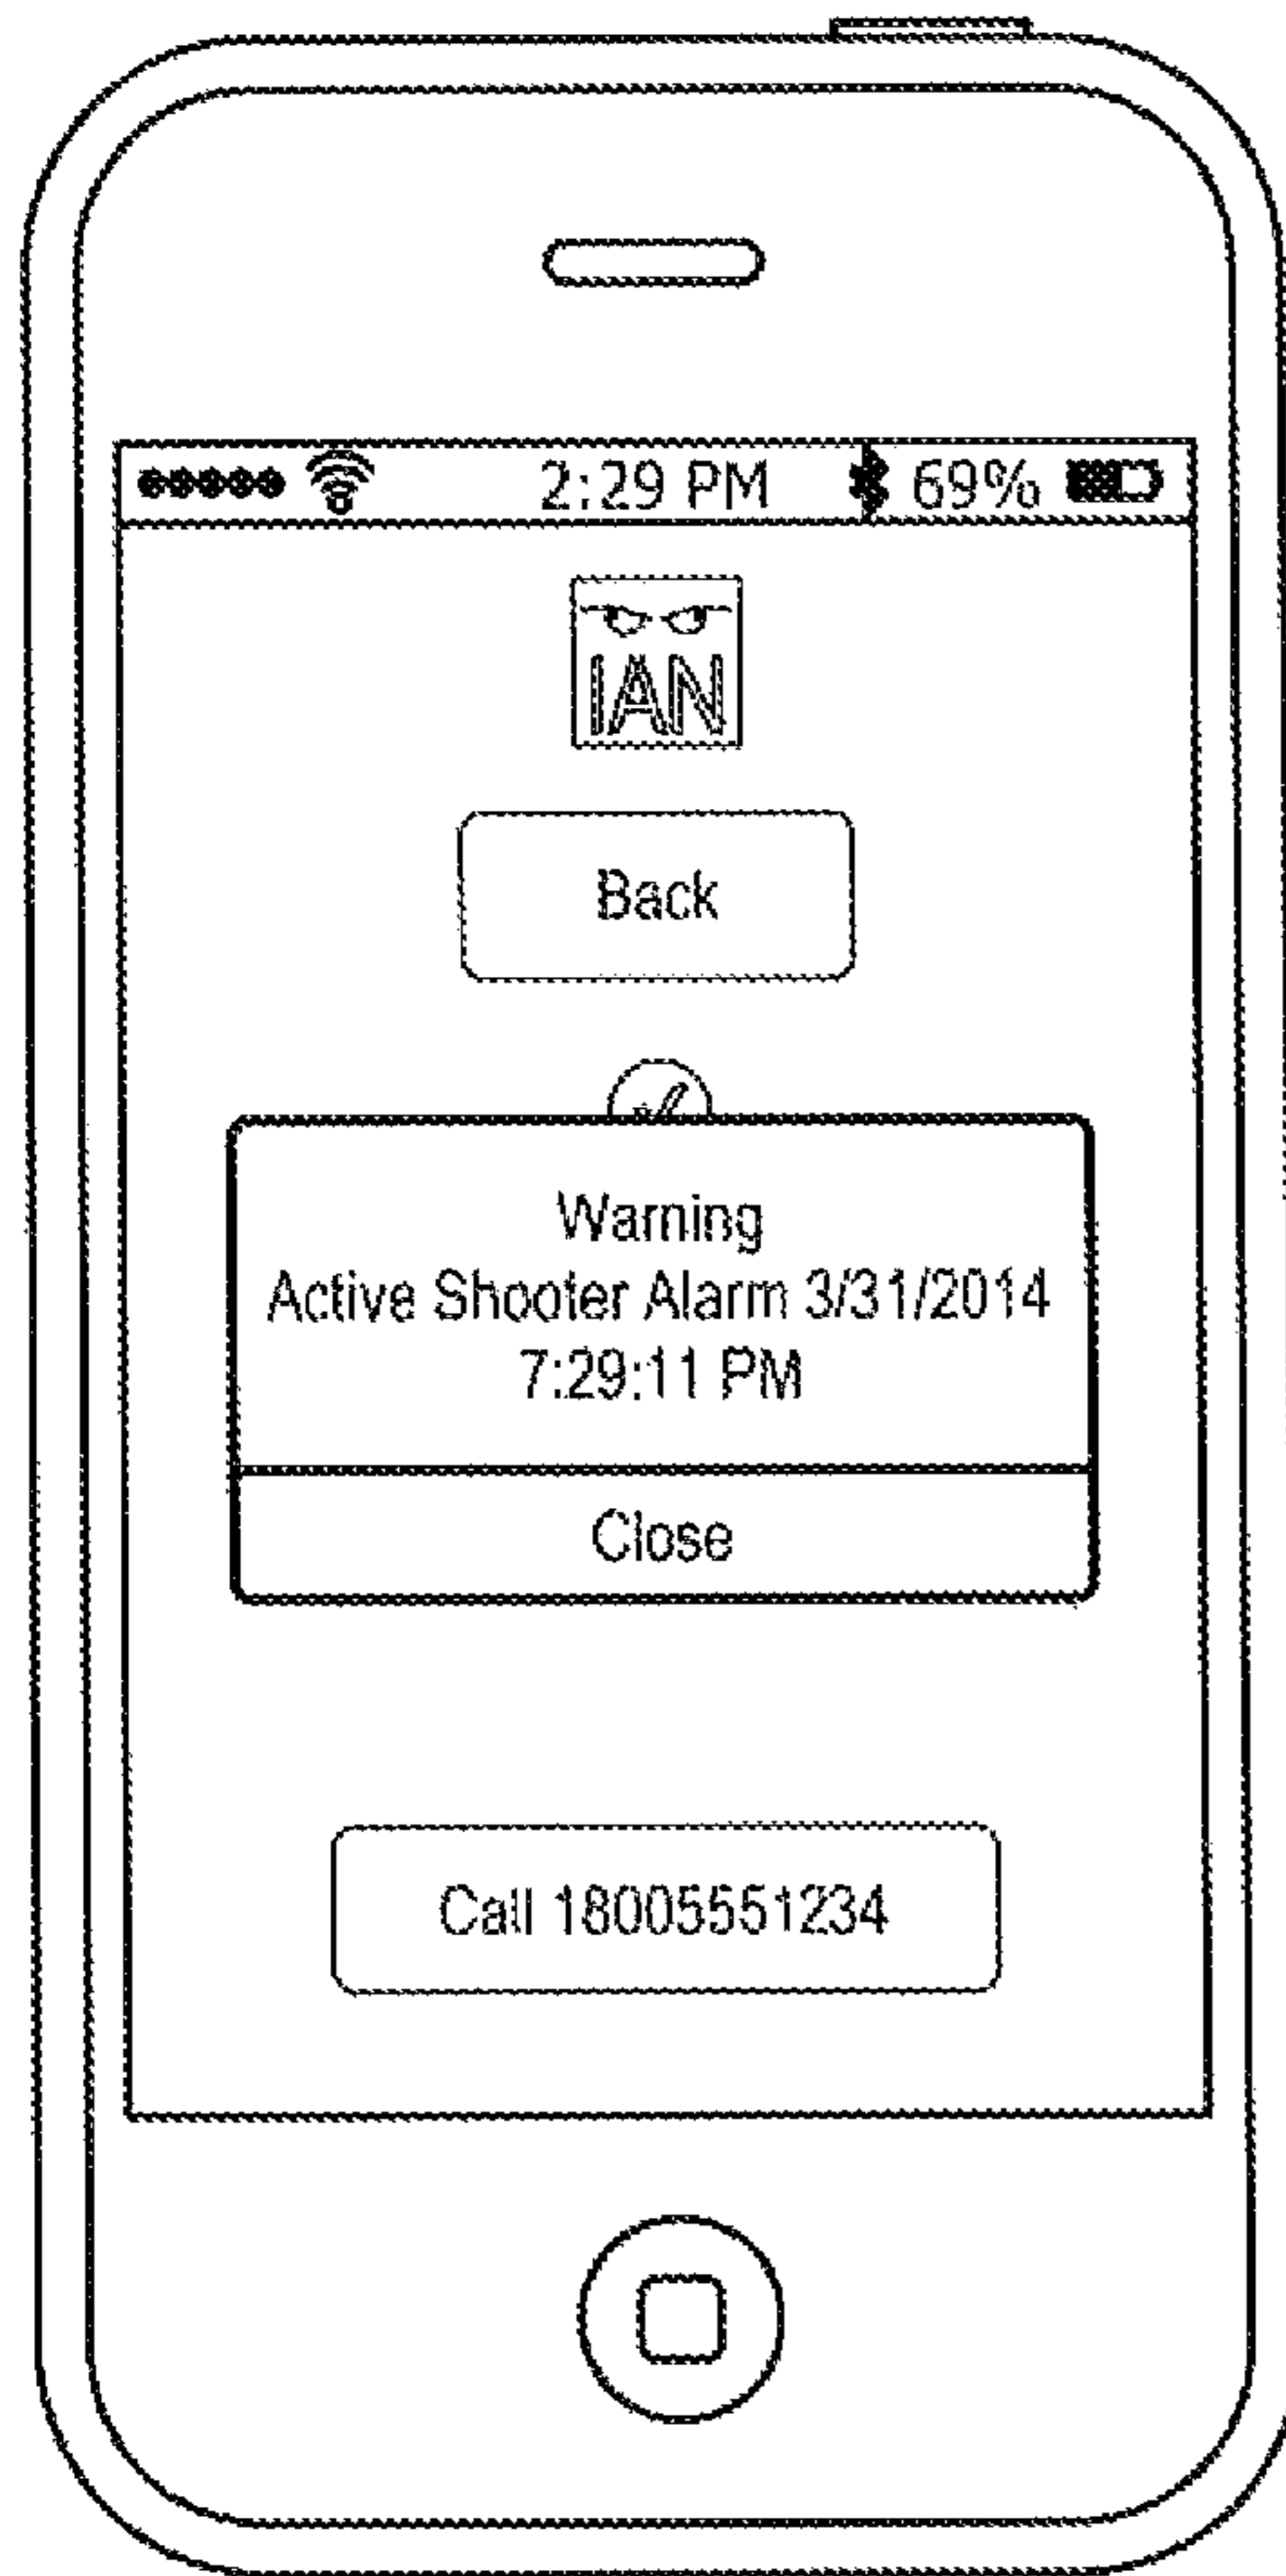 2:29 PM 69%
IAN
Back
Warning
Active Shooter Alarm 3/31/2014
7:29:11 PM
Close
Call 18005551234